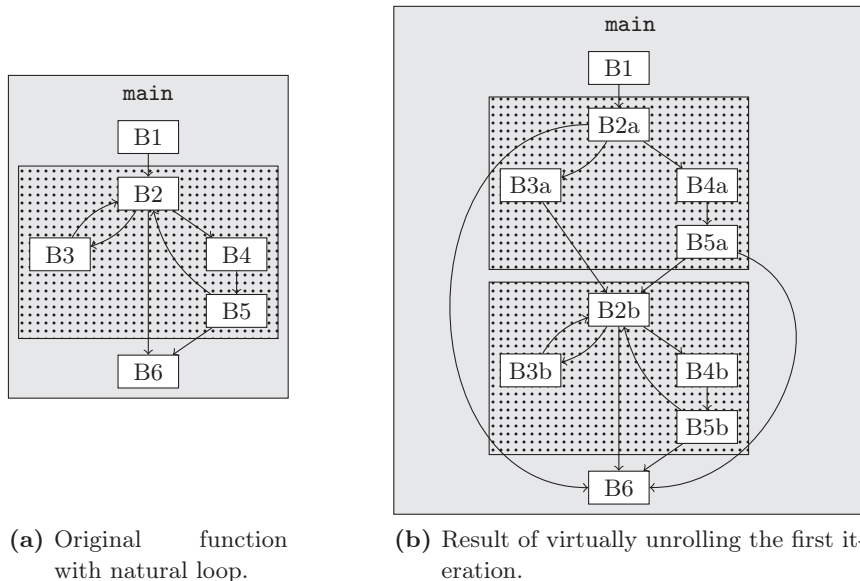 main
B1
B2
B3
B4
B5
B6
(a) Original function
with natural loop.
main
B1
B2a
B3a
B4a
B5a
B2b
B3b
B4b
B5b
B6
(b) Result of virtually unrolling the first it-
eration.